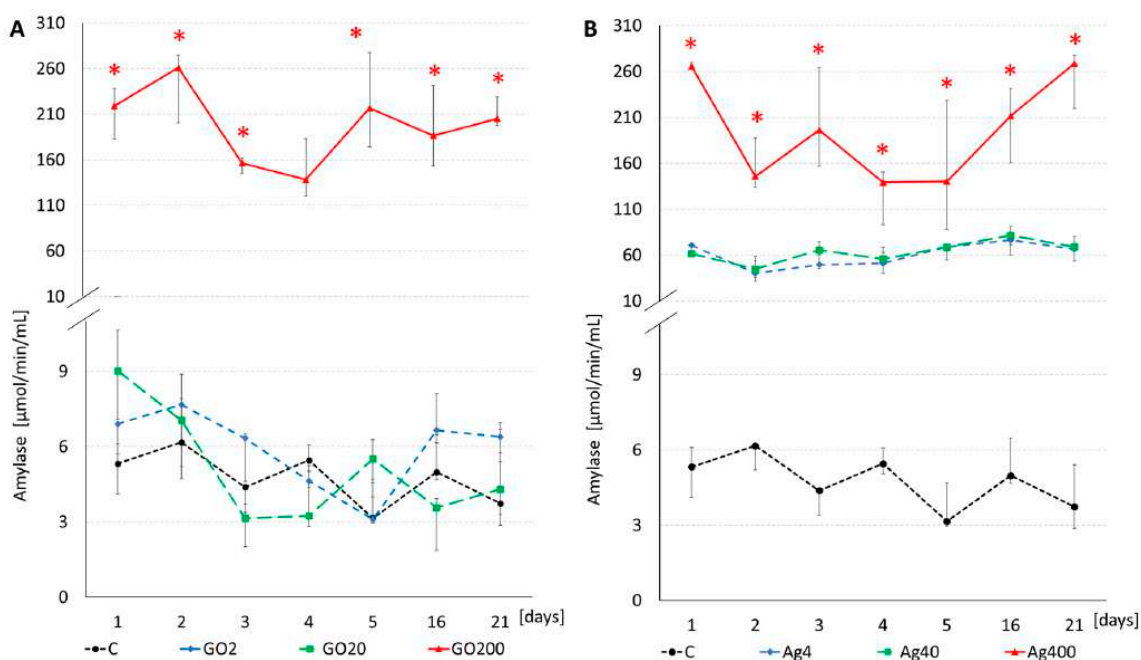 A
310
260
210
160
110
60
10
9
6
3
0
Amylase [µmol/min/mL]
* * * * * *
1 2 3 4 5 16 21 [days]
C GO2 GO20 GO200
B
310
260
210
160
110
60
10
9
6
3
0
Amylase [µmol/min/mL]
* * * * * * *
1 2 3 4 5 16 21 [days]
C Ag4 Ag40 Ag400